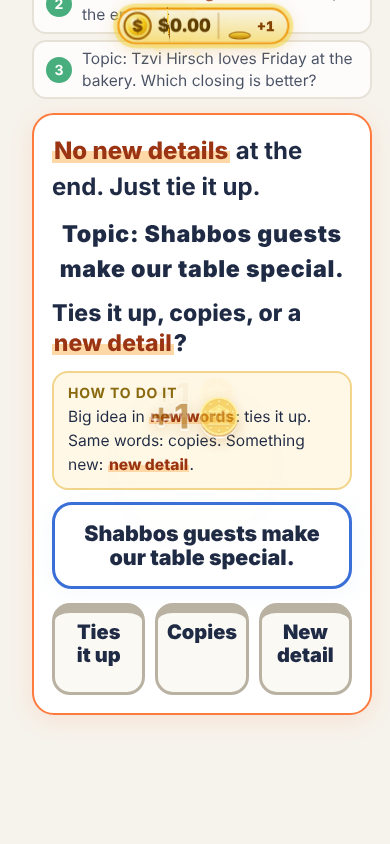 2
the e
$ $0.00 +1
3
Topic: Tzvi Hirsch loves Friday at the
bakery. Which closing is better?
No new details at the
end. Just tie it up.
Topic: Shabbos guests
make our table special.
Ties it up, copies, or a
new detail?
HOW TO DO IT
Big idea in new words: ties it up.
Same words: copies. Something
new: new detail.
+1
Shabbos guests make
our table special.
Ties
it up
Copies
New
detail